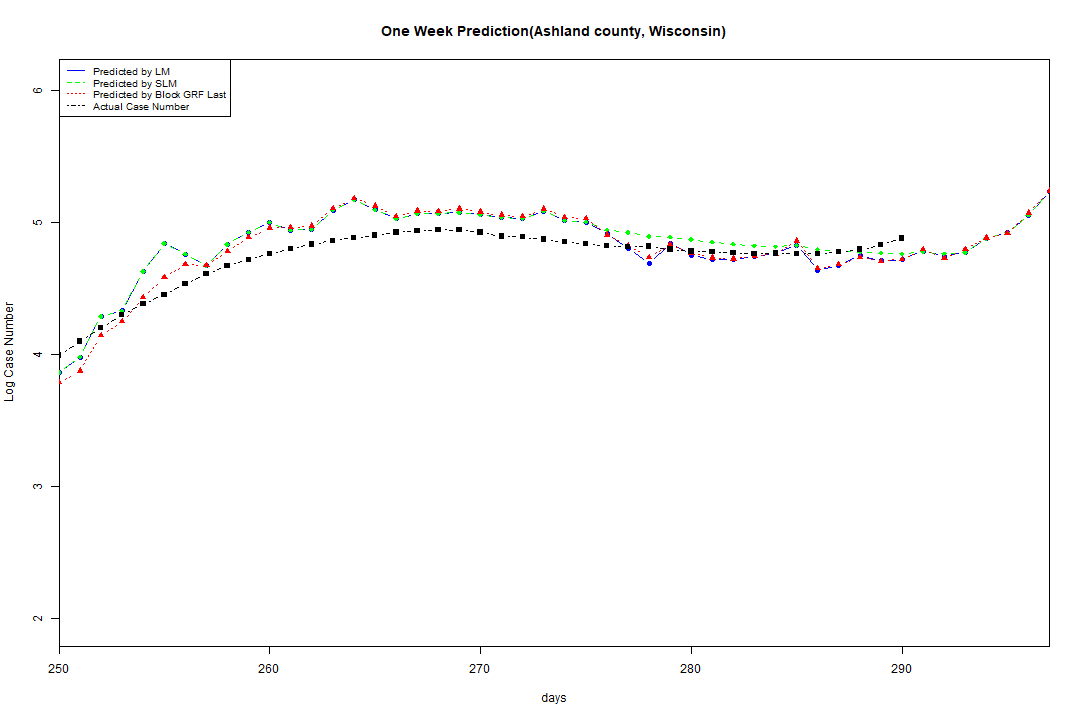 One Week Prediction(Ashland county, Wisconsin)
Predicted by LM
Predicted by SLM
Predicted by Block GRF Last
Actual Case Number
6
5
4
3
2
Log Case Number
250 260 270 280 290
days